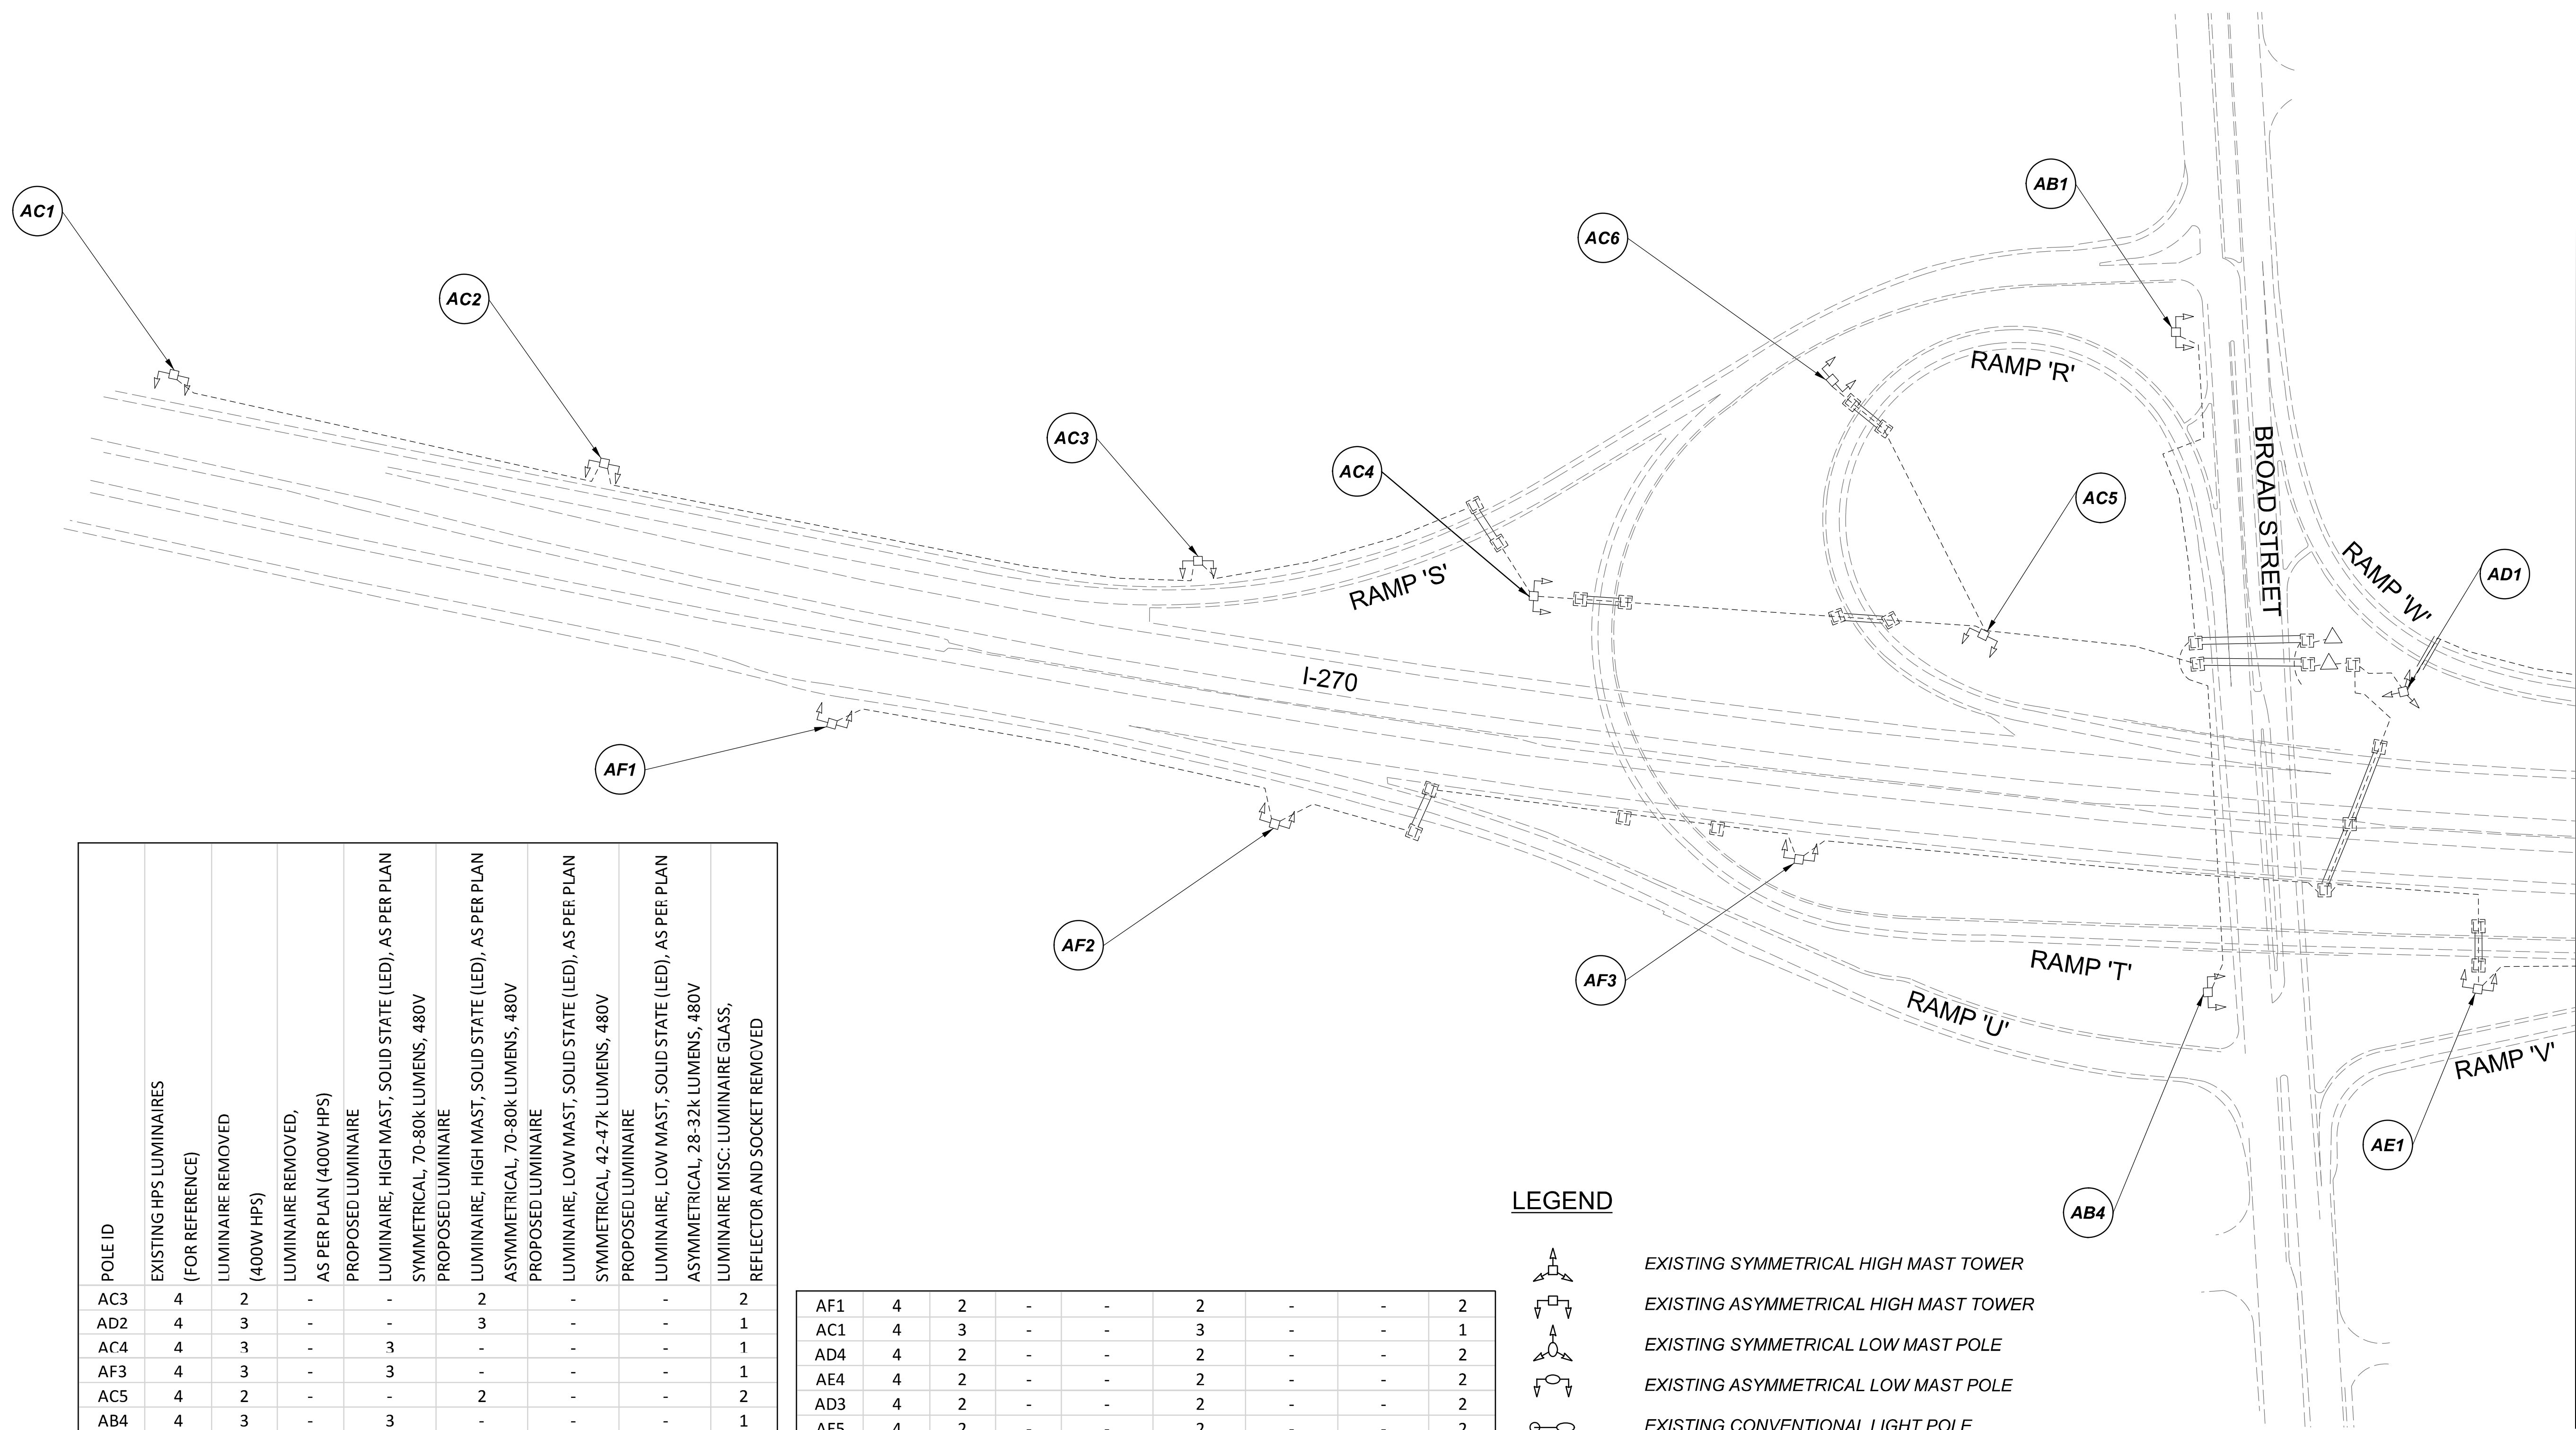 AB1
AC1
AC6
AC2
AC3
AC4
AC5
AD1
RAMP 'R'
BROAD STREET
RAMP 'W'
RAMP 'S'
I-270
AF1
AF2
AF3
RAMP 'T'
RAMP 'U'
RAMP 'V'
AE1
AB4
POLE ID
EXISTING HPS LUMINAIRES
(FOR REFERENCE)
LUMINAIRE REMOVED
(400W HPS)
LUMINAIRE REMOVED,
AS PER PLAN (400W HPS)
PROPOSED LUMINAIRE
LUMINAIRE, HIGH MAST, SOLID STATE (LED), AS PER PLAN
SYMMETRICAL, 70-80k LUMENS, 480V
PROPOSED LUMINAIRE
LUMINAIRE, HIGH MAST, SOLID STATE (LED), AS PER PLAN
ASYMMETRICAL, 70-80k LUMENS, 480V
PROPOSED LUMINAIRE
LUMINAIRE, LOW MAST, SOLID STATE (LED), AS PER PLAN
SYMMETRICAL, 42-47k LUMENS, 480V
PROPOSED LUMINAIRE
LUMINAIRE, LOW MAST, SOLID STATE (LED), AS PER PLAN
ASYMMETRICAL, 28-32k LUMENS, 480V
LUMINAIRE MISC: LUMINAIRE GLASS,
REFLECTOR AND SOCKET REMOVED
AC3 4 2 - - 2 - - 2
AD2 4 3 - - 3 - - 1
AC4 4 3 - 3 - - - 1
AF3 4 3 - 3 - - - 1
AC5 4 2 - - 2 - - 2
AB4 4 3 - 3 - - - 1
AF1 4 2 - - 2 - - 2
AC1 4 3 - - 3 - - 1
AD4 4 2 - - 2 - - 2
AE4 4 2 - - 2 - - 2
AD3 4 2 - - 2 - - 2
4 2 - - 2 - - 2
LEGEND
EXISTING SYMMETRICAL HIGH MAST TOWER
EXISTING ASYMMETRICAL HIGH MAST TOWER
EXISTING SYMMETRICAL LOW MAST POLE
EXISTING ASYMMETRICAL LOW MAST POLE
EXISTING CONVENTIONAL LIGHT POLE